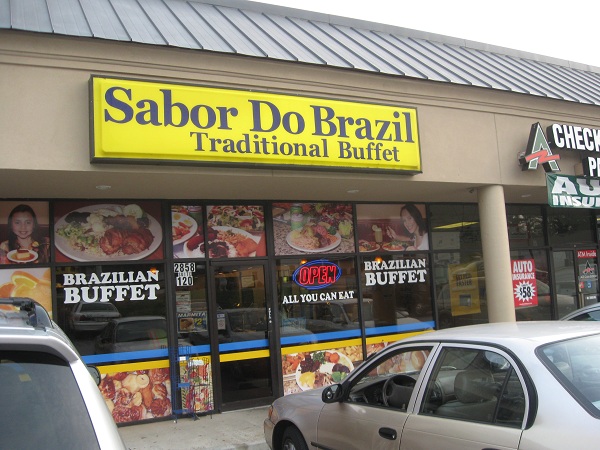 Sabor Do Brazil
Traditional Buffet
BRAZILIAN
BUFFET
2858
120
OPEN
ALL YOU CAN EAT
BRAZILIAN
BUFFET
CHECK
AUTO
INSURANCE
$58